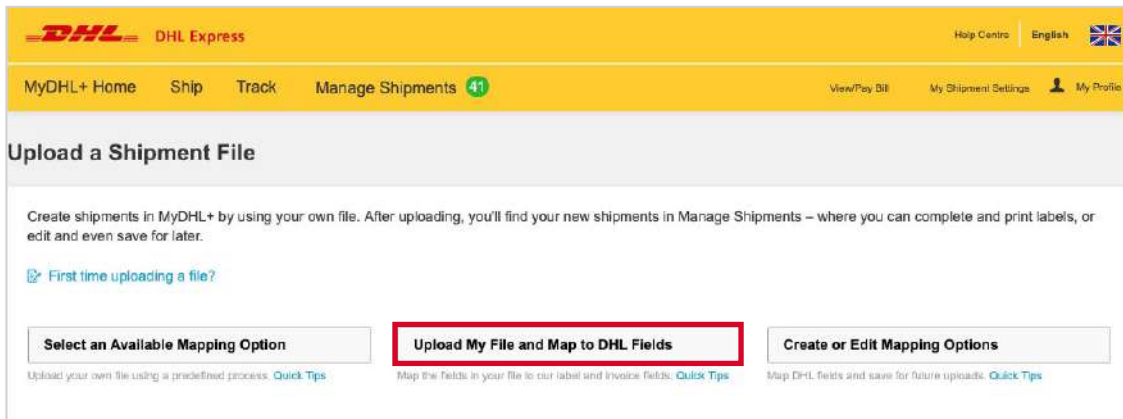 DHL DHL Express
Help Centre English
MyDHL+ Home Ship Track Manage Shipments 41 View/Pay Bill My Shipment Settings My Profile
Upload a Shipment File
Create shipments in MyDHL+ by using your own file. After uploading, you'll find your new shipments in Manage Shipments – where you can complete and print labels, or
edit and even save for later.
First time uploading a file?
Select an Available Mapping Option
Upload your own file using a predefined process. Quick Tips
Upload My File and Map to DHL Fields
Map the fields in your file to our label and invoice fields. Quick Tips
Create or Edit Mapping Options
Map DHL fields and save for future uploads. Quick Tips